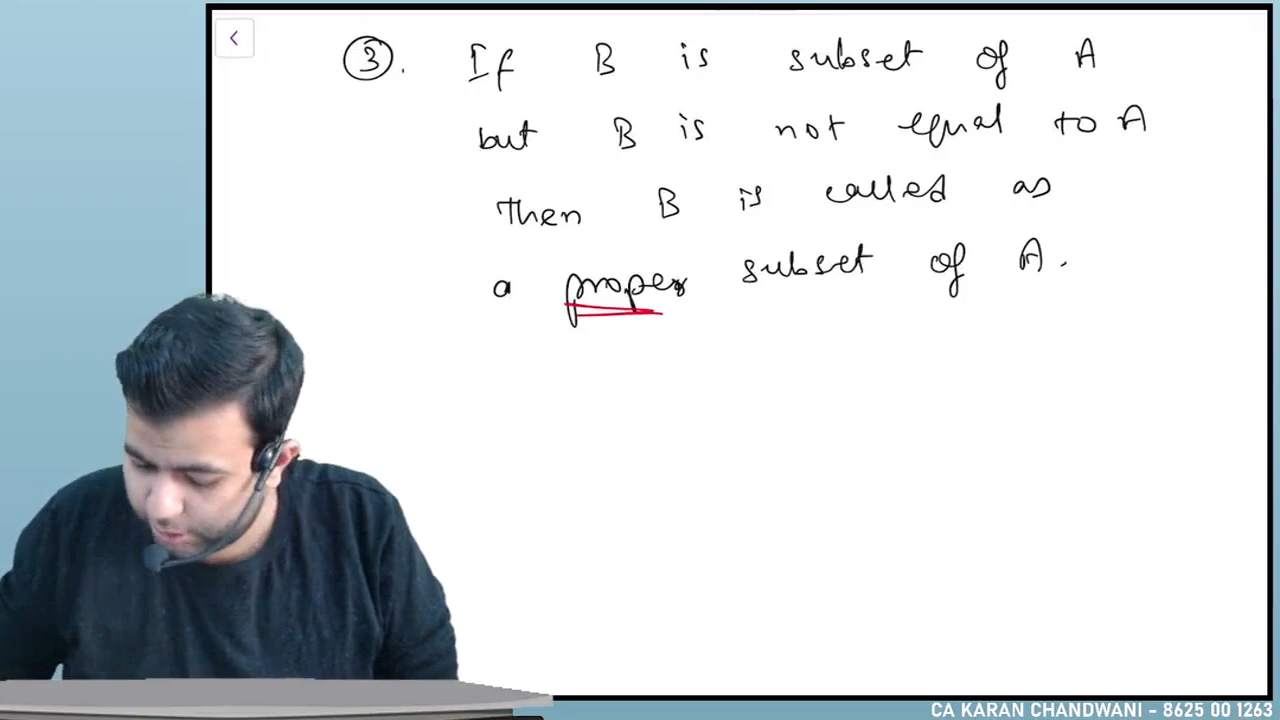 3. If B is subset of A
but B is not equal to A
then B is called as
a proper subset of A.
CA KARAN CHANDWANI - 8625 00 1263